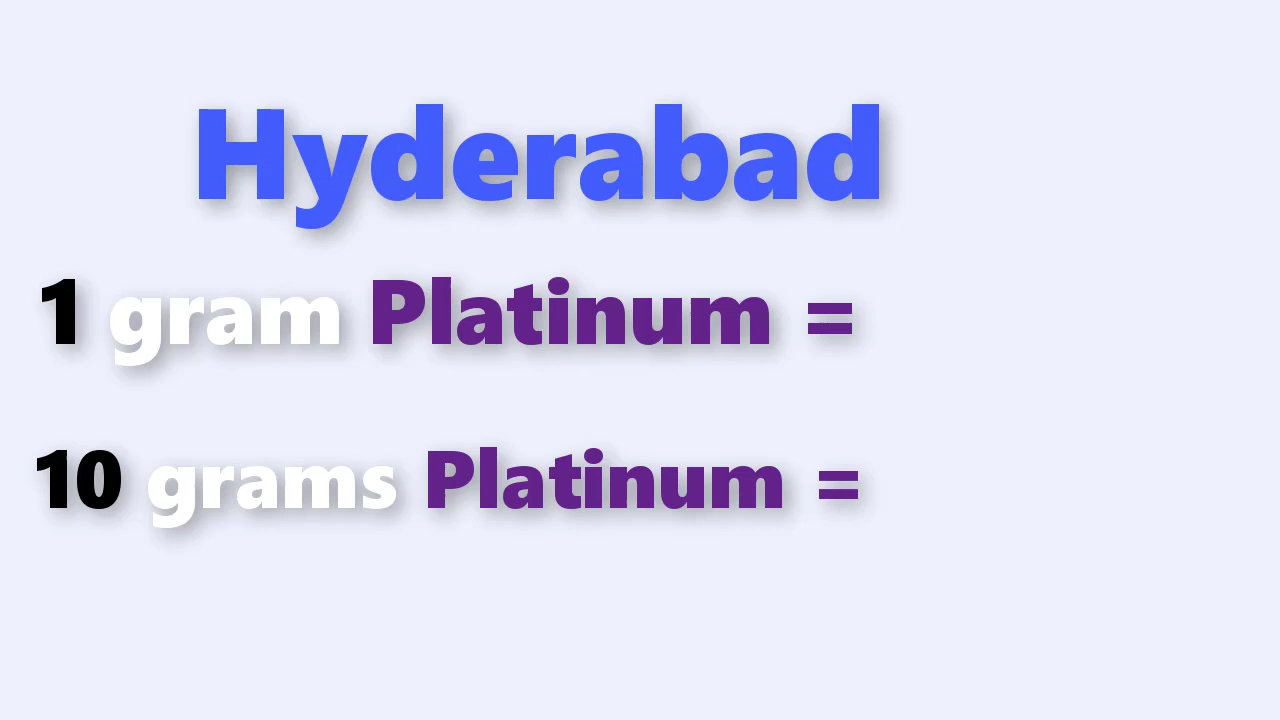 Hyderabad
1 gram Platinum =
10 grams Platinum =